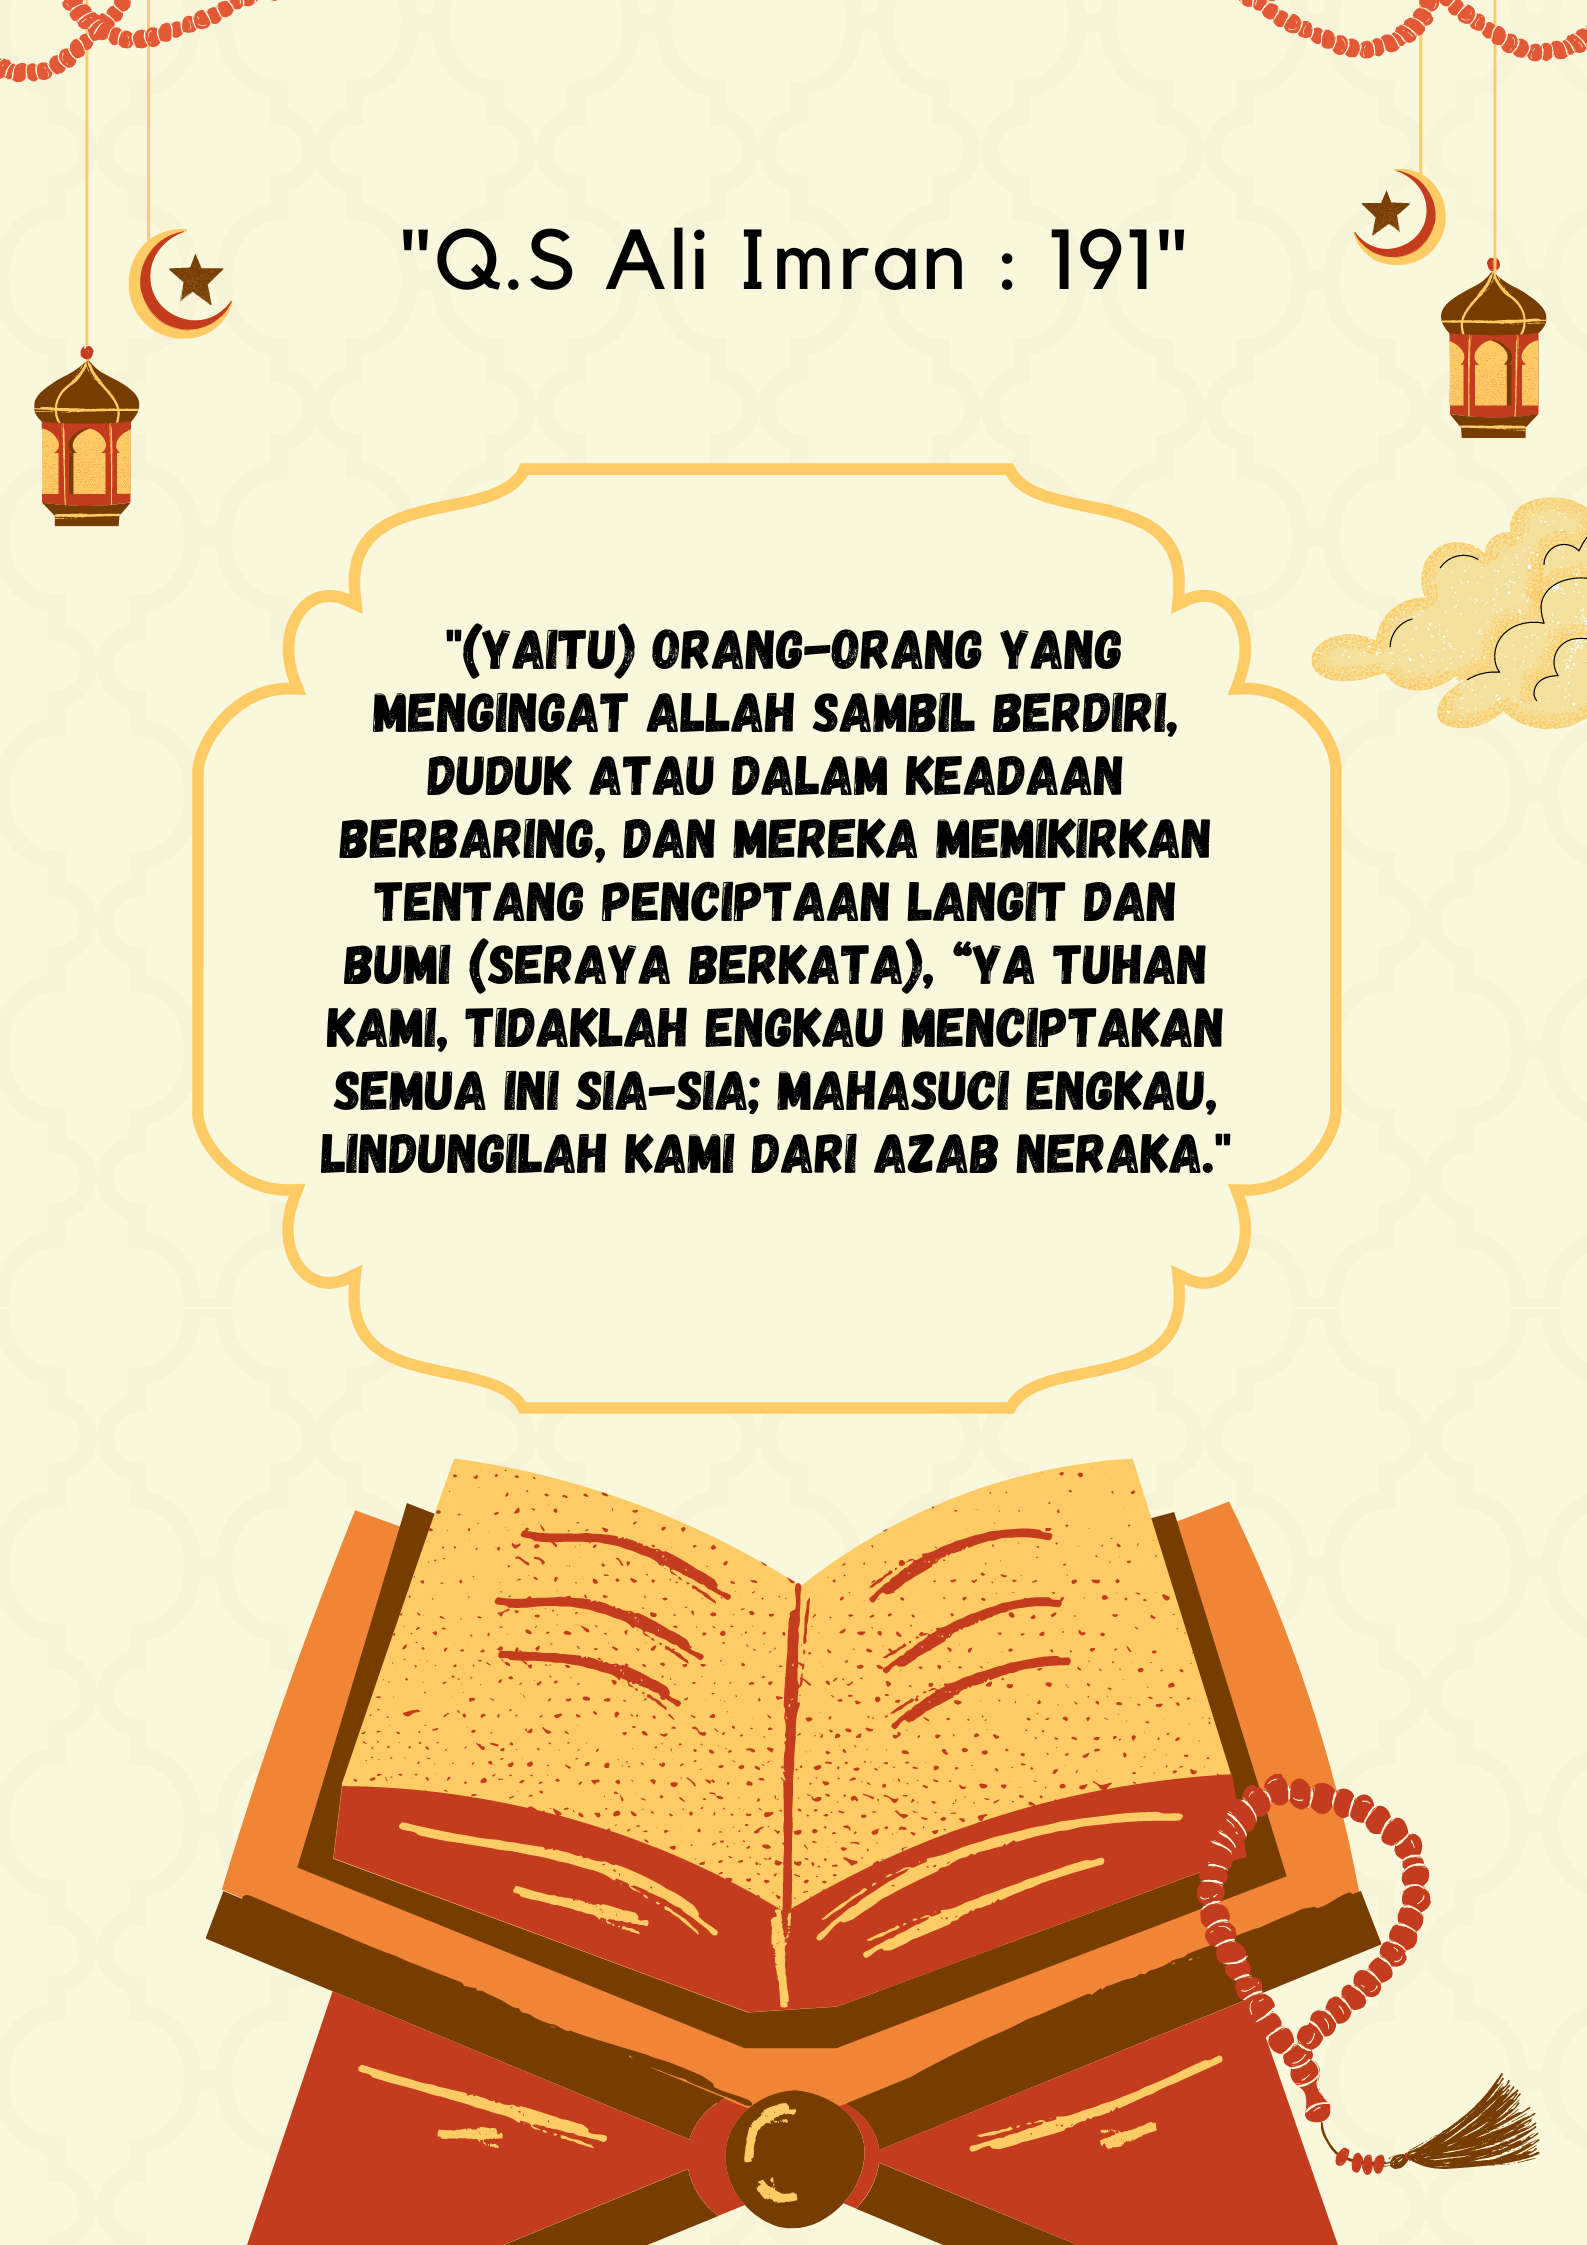 "Q.S Ali Imran : 191"
"(YAITU) ORANG-ORANG YANG
MENGINGAT ALLAH SAMBIL BERDIRI,
DUDUK ATAU DALAM KEADAAN
BERBARING, DAN MEREKA MEMIKIRKAN
TENTANG PENCIPTAAN LANGIT DAN
BUMI (SERAYA BERKATA), “YA TUHAN
KAMI, TIDAKLAH ENGKAU MENCIPTAKAN
SEMUA INI SIA-SIA; MAHASUCI ENGKAU,
LINDUNGILAH KAMI DARI AZAB NERAKA."